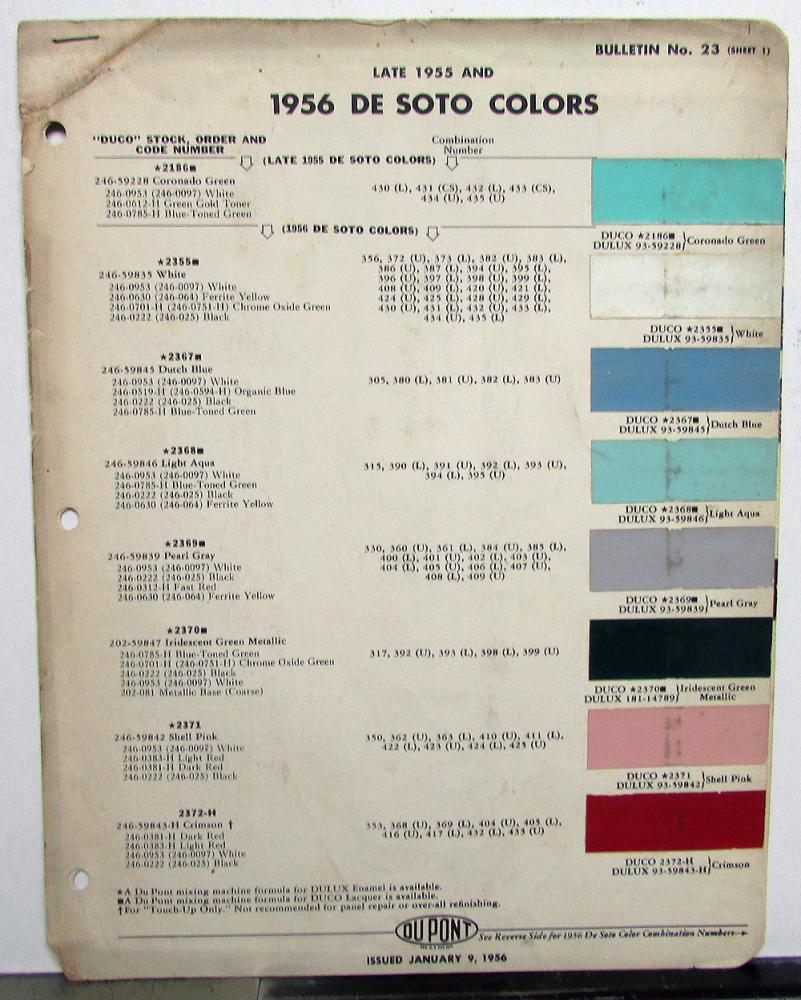 BULLETIN No. 23 (SHEET 1)
LATE 1955 AND
1956 DE SOTO COLORS
"DUCO" STOCK, ORDER AND
CODE NUMBER
Combination
Number
(LATE 1955 DE SOTO COLORS)
★2186■
246-59228 Coronado Green
246-0953 (246-0097) White
246-0612-H Green Gold Toner
246-0785-H Blue-Toned Green
430 (L), 431 (CS), 432 (L), 433 (CS),
434 (U), 435 (U)
DUCO ★2186■
DULUX 93-59228 } Coronado Green
(1956 DE SOTO COLORS)
★2355■
246-59835 White
246-0953 (246-0097) White
246-0630 (246-064) Ferrite Yellow
246-0701-H (246-0751-H) Chrome Oxide Green
246-0222 (246-025) Black
356, 372 (U), 373 (L), 382 (U), 383 (L),
386 (U), 387 (L), 394 (U), 395 (L),
396 (U), 397 (L), 398 (U), 399 (L),
408 (U), 409 (L), 420 (U), 421 (L),
424 (U), 425 (L), 428 (U), 429 (L),
430 (U), 431 (L), 432 (U), 433 (L),
434 (U), 435 (L)
DUCO ★2355■
DULUX 93-59835 } White
★2367■
246-59845 Dutch Blue
246-0953 (246-0097) White
246-0519-H (246-0594-H) Organic Blue
246-0222 (246-025) Black
246-0785-H Blue-Toned Green
305, 380 (L), 381 (U), 382 (L), 383 (U)
DUCO ★2367■
DULUX 93-59845 } Dutch Blue
★2368■
246-59846 Light Aqua
246-0953 (246-0097) White
246-0785-H Blue-Toned Green
246-0222 (246-025) Black
246-0630 (246-064) Ferrite Yellow
315, 390 (L), 391 (U), 392 (L), 393 (U),
394 (L), 395 (U)
DUCO ★2368■
DULUX 93-59846 } Light Aqua
★2369■
246-59839 Pearl Gray
246-0953 (246-0097) White
246-0222 (246-025) Black
246-0312-H Fast Red
246-0630 (246-064) Ferrite Yellow
330, 360 (U), 361 (L), 384 (U), 385 (L),
400 (L), 401 (U), 402 (L), 403 (U),
404 (L), 405 (U), 406 (L), 407 (U),
408 (L), 409 (U)
DUCO ★2369■
DULUX 93-59839 } Pearl Gray
★2370■
202-59847 Iridescent Green Metallic
246-0785-H Blue-Toned Green
246-0701-H (246-0751-H) Chrome Oxide Green
246-0222 (246-025) Black
246-0953 (246-0097) White
202-081 Metallic Base (Coarse)
317, 392 (U), 393 (L), 398 (L), 399 (U)
DUCO ★2370■ } Iridescent Green
DULUX 181-14789 Metallic
★2371
246-59842 Shell Pink
246-0953 (246-0097) White
246-0383-H Light Red
246-0381-H Dark Red
246-0222 (246-025) Black
350, 362 (U), 363 (L), 410 (U), 411 (L),
422 (L), 423 (U), 424 (L), 425 (U)
DUCO ★2371
DULUX 93-59842 } Shell Pink
2372-H
246-59843-H Crimson †
246-0381-H Dark Red
246-0383-H Light Red
246-0953 (246-0097) White
246-0222 (246-025) Black
353, 368 (U), 369 (L), 404 (U), 405 (L),
416 (U), 417 (L), 432 (L), 433 (U)
DUCO 2372-H
DULUX 93-59843-H } Crimson
★A Du Pont mixing machine formula for DULUX Enamel is available.
■A Du Pont mixing machine formula for DUCO Lacquer is available.
†For "Touch-Up Only." Not recommended for panel repair or over-all refinishing.
DU PONT
See Reverse Side for 1956 De Soto Color Combination Numbers
ISSUED JANUARY 9, 1956